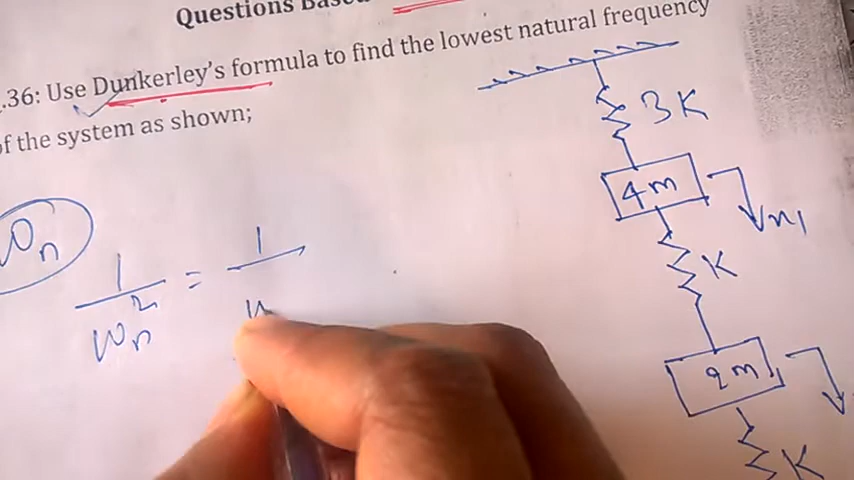 Questions Based
.36: Use Dunkerley's formula to find the lowest natural frequency
of the system as shown;
3K
4m
x1
K
2m
K
ωn
1/ωn² = 1/